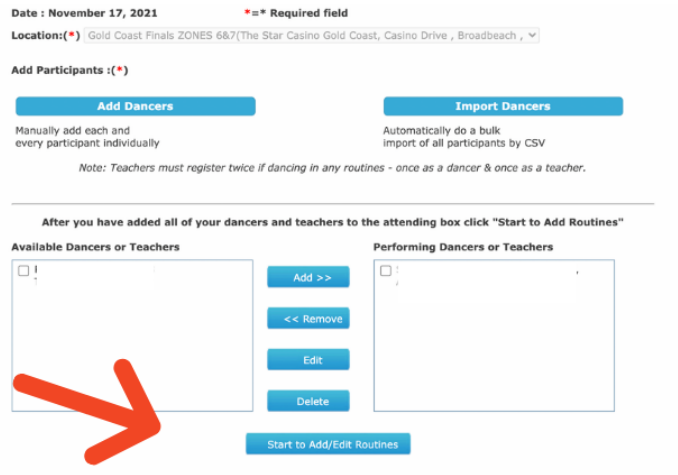 Date : November 17, 2021 *=* Required field
Location:(*) Gold Coast Finals ZONES 6&7(The Star Casino Gold Coast, Casino Drive , Broadbeach ,
Add Participants :(*)
Add Dancers Import Dancers
Manually add each and Automatically do a bulk
every participant individually import of all participants by CSV
Note: Teachers must register twice if dancing in any routines - once as a dancer & once as a teacher.
After you have added all of your dancers and teachers to the attending box click "Start to Add Routines"
Available Dancers or Teachers Performing Dancers or Teachers
Add >>
<< Remove
Edit
Delete
Start to Add/Edit Routines